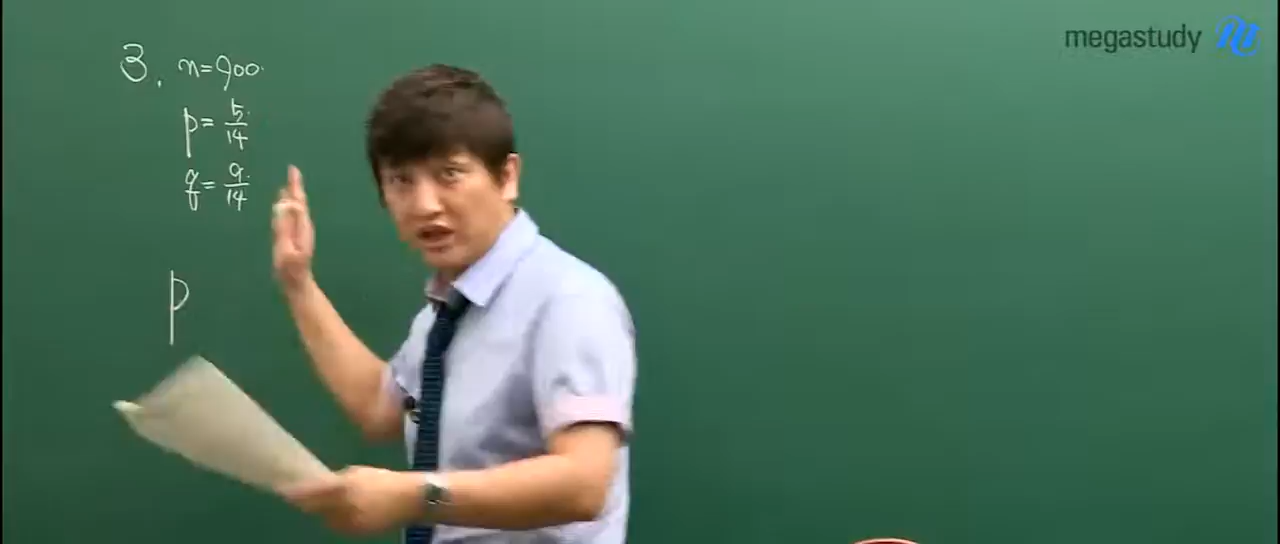 megastudy M
3. n=900
p= 5/14
q= 9/14
p